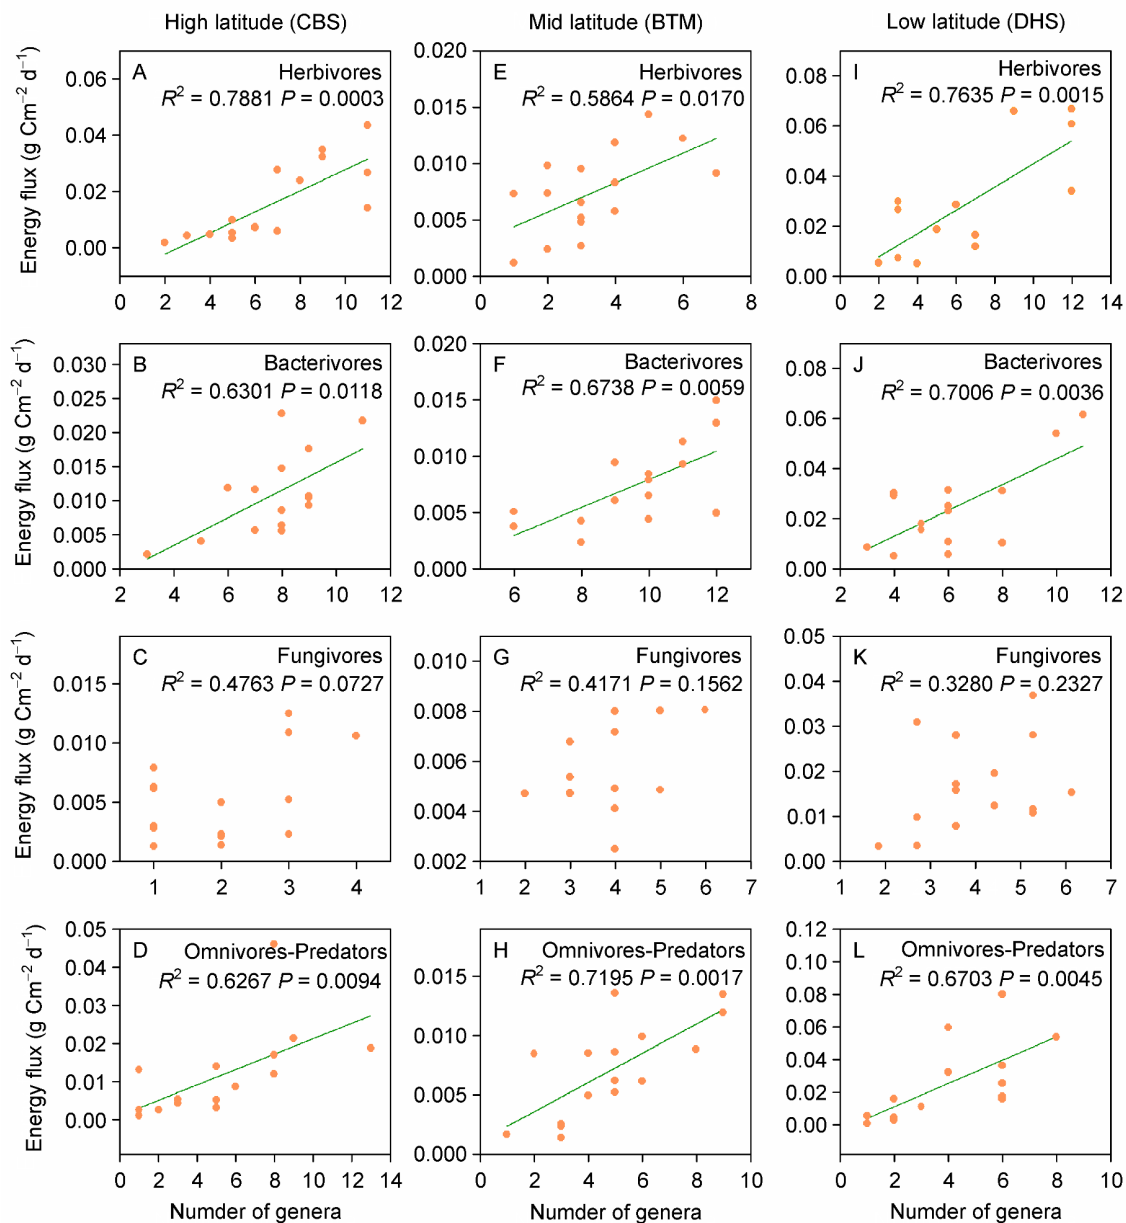 High latitude (CBS)
Mid latitude (BTM)
Low latitude (DHS)
A
Herbivores
R² = 0.7881 P = 0.0003
Energy flux (g Cm⁻² d⁻¹)
0.06
0.04
0.02
0.00
0 2 4 6 8 10 12
E
Herbivores
R² = 0.5864 P = 0.0170
0.020
0.015
0.010
0.005
0.000
0 2 4 6 8
I
Herbivores
R² = 0.7635 P = 0.0015
0.08
0.06
0.04
0.02
0.00
0 2 4 6 8 10 12 14
B
Bacterivores
R² = 0.6301 P = 0.0118
Energy flux (g Cm⁻² d⁻¹)
0.030
0.025
0.020
0.015
0.010
0.005
0.000
2 4 6 8 10 12
F
Bacterivores
R² = 0.6738 P = 0.0059
0.020
0.015
0.010
0.005
0.000
6 8 10 12
J
Bacterivores
R² = 0.7006 P = 0.0036
0.08
0.06
0.04
0.02
0.00
2 4 6 8 10 12
C
Fungivores
R² = 0.4763 P = 0.0727
Energy flux (g Cm⁻² d⁻¹)
0.015
0.010
0.005
0.000
1 2 3 4
G
Fungivores
R² = 0.4171 P = 0.1562
0.010
0.008
0.006
0.004
0.002
1 2 3 4 5 6 7
K
Fungivores
R² = 0.3280 P = 0.2327
0.05
0.04
0.03
0.02
0.01
0.00
1 2 3 4 5 6 7
D
Omnivores-Predators
R² = 0.6267 P = 0.0094
Energy flux (g Cm⁻² d⁻¹)
0.05
0.04
0.03
0.02
0.01
0.00
0 2 4 6 8 10 12 14
Numder of genera
H
Omnivores-Predators
R² = 0.7195 P = 0.0017
0.015
0.010
0.005
0.000
0 2 4 6 8 10
Numder of genera
L
Omnivores-Predators
R² = 0.6703 P = 0.0045
0.12
0.10
0.08
0.06
0.04
0.02
0.00
0 2 4 6 8 10
Numder of genera